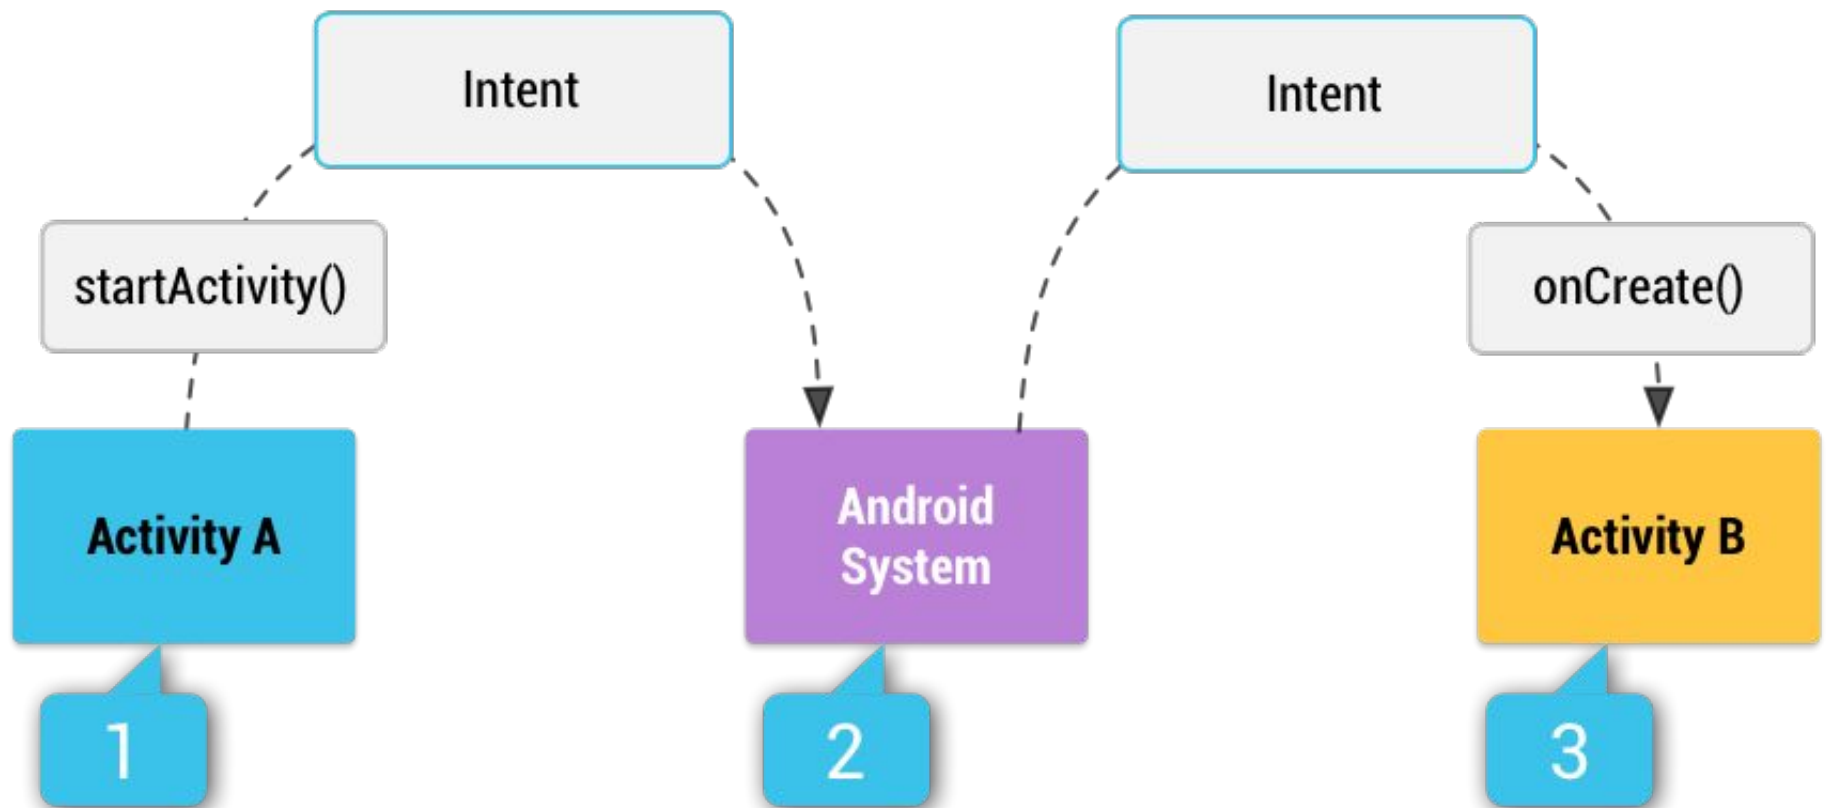 Intent
Intent
startActivity()
onCreate()
Activity A
Android
System
Activity B
1
2
3